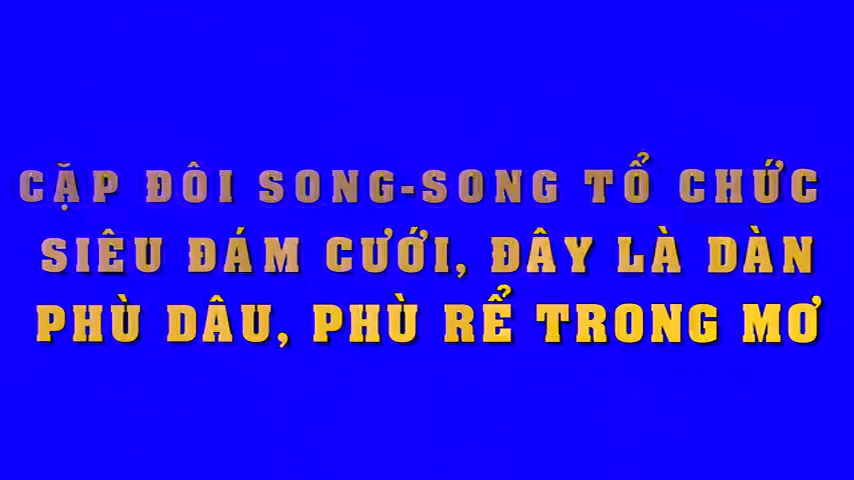 CẶP ĐÔI SONG-SONG TỔ CHỨC
SIÊU ĐÁM CƯỚI, ĐÂY LÀ DÀN
PHÙ DÂU, PHÙ RỂ TRONG MƠ